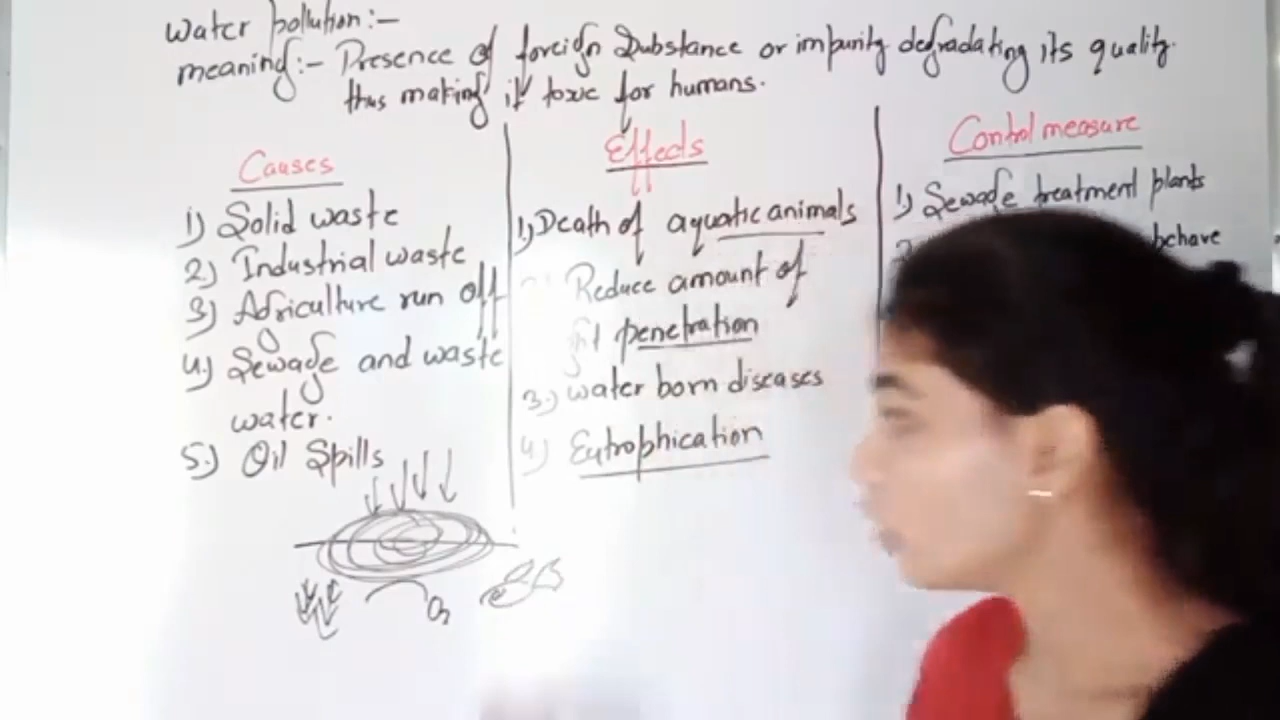 Water pollution:-
meaning:- Presence of foreign Substance or impurity degradating its quality
thus making it toxic for humans.
Causes
1) Solid waste
2) Industrial waste
3) Agriculture run off
4) Sewage and waste
water.
5.) Oil Spills
O2
Effects
1.) Death of aquatic animals
Reduce amount of
penetration
3.) water born diseases
4) Eutrophication
Control measure
1.) Sewage treatment plants
2
behave